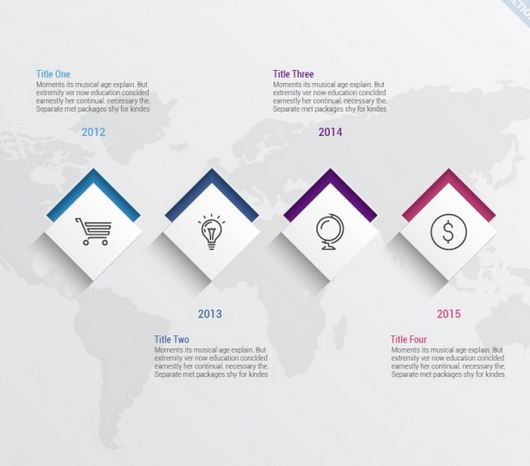 CTIO
Title One
Moments its musical age explain. But
extremity ver now education conclded
earnestly her continual. necessary the.
Separate met packages shy for kindes
2012
Title Three
Moments its musical age explain. But
extremity ver now education conclded
earnestly her continual. necessary the.
Separate met packages shy for kindes
2014
2013
Title Two
Moments its musical age explain. But
extremity ver now education conclded
earnestly her continual. necessary the.
Separate met packages shy for kindes
2015
Title Four
Moments its musical age explain. But
extremity ver now education conclded
earnestly her continual. necessary the.
Separate met packages shy for kindes